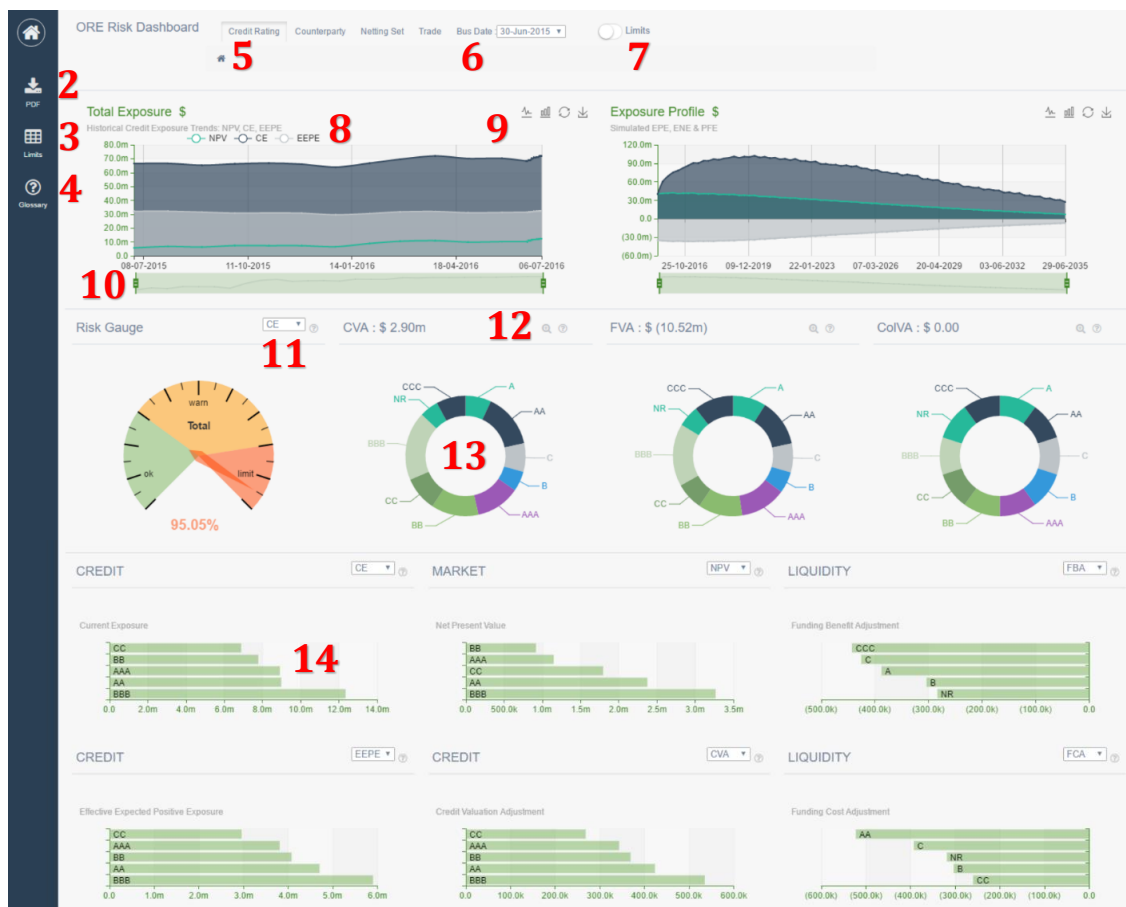 ORE Risk Dashboard Credit Rating Counterparty Netting Set Trade Bus Date : 30-Jun-2015 Limits
5 6 7
2
PDF
3
Limits
4
Glossary
Total Exposure $
Historical Credit Exposure Trends: NPV, CE, EEPE
NPV CE EEPE
8 9
80.0m
70.0m
60.0m
50.0m
40.0m
30.0m
20.0m
10.0m
0.0
08-07-2015 11-10-2015 14-01-2016 18-04-2016 06-07-2016
10
Exposure Profile $
Simulated EPE, ENE & PFE
120.0m
90.0m
60.0m
30.0m
0.0
(30.0m)
(60.0m)
25-10-2016 09-12-2019 22-01-2023 07-03-2026 20-04-2029 03-06-2032 29-06-2035
Risk Gauge CE
11
ok
warn
Total
limit
95.05%
CVA : $ 2.90m
12
CCC A
NR AA
BBB C
13
CC B
BB AAA
FVA : $ (10.52m)
CCC A
NR AA
BBB C
CC B
BB AAA
ColVA : $ 0.00
CCC A
NR AA
BBB C
CC B
BB AAA
CREDIT CE
Current Exposure
CC
BB
AAA
AA
BBB
14
0.0 2.0m 4.0m 6.0m 8.0m 10.0m 12.0m 14.0m
MARKET NPV
Net Present Value
BB
AAA
CC
AA
BBB
0.0 500.0k 1.0m 1.5m 2.0m 2.5m 3.0m 3.5m
LIQUIDITY FBA
Funding Benefit Adjustment
CCC
C
A
B
NR
(500.0k) (400.0k) (300.0k) (200.0k) (100.0k) 0.0
CREDIT EEPE
Effective Expected Positive Exposure
CC
AAA
BB
AA
BBB
0.0 1.0m 2.0m 3.0m 4.0m 5.0m 6.0m
CREDIT CVA
Credit Valuation Adjustment
CC
AAA
BB
AA
BBB
0.0 100.0k 200.0k 300.0k 400.0k 500.0k 600.0k
LIQUIDITY FCA
Funding Cost Adjustment
AA
C
NR
B
CC
(600.0k) (500.0k) (400.0k) (300.0k) (200.0k) (100.0k) 0.0